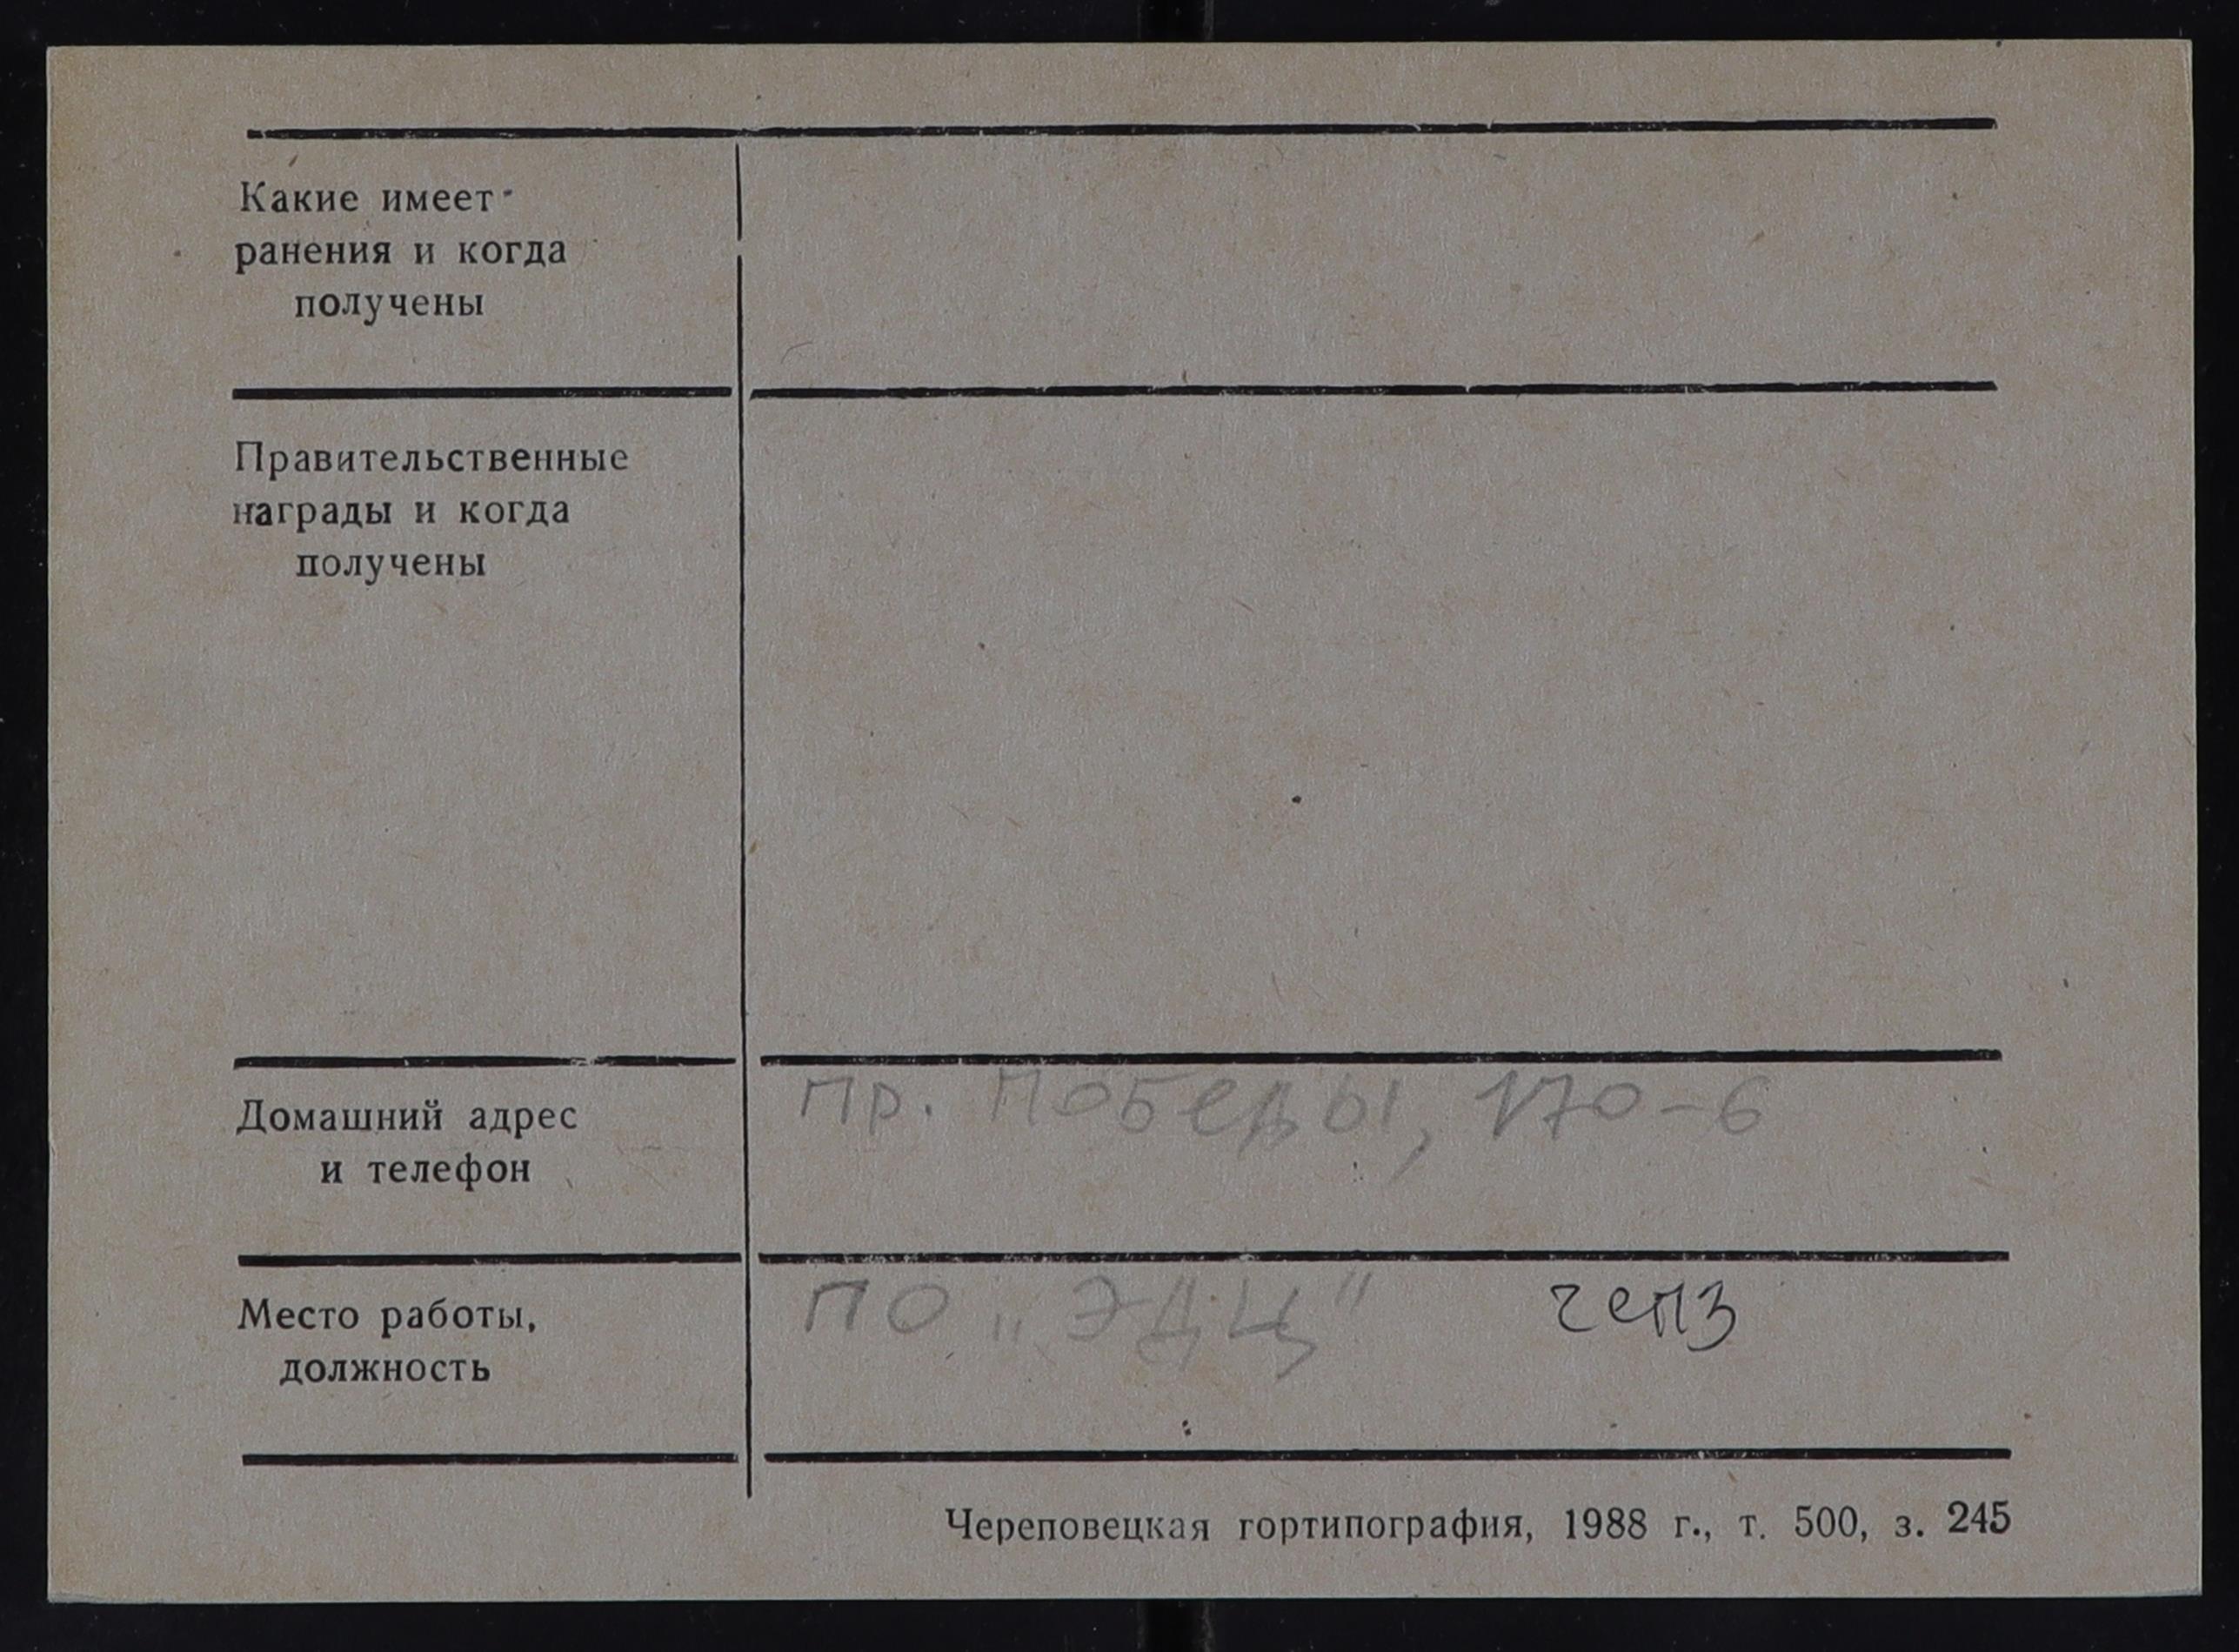 Какие имеет
ранения и когда
получены
Правительственные
награды и когда
получены
Домашний адрес
и телефон
пр. Победы, 170-6
Место работы,
должность
ПО „ЭДЦ" чепз
Череповецкая гортипография, 1988 г., т. 500, з. 245